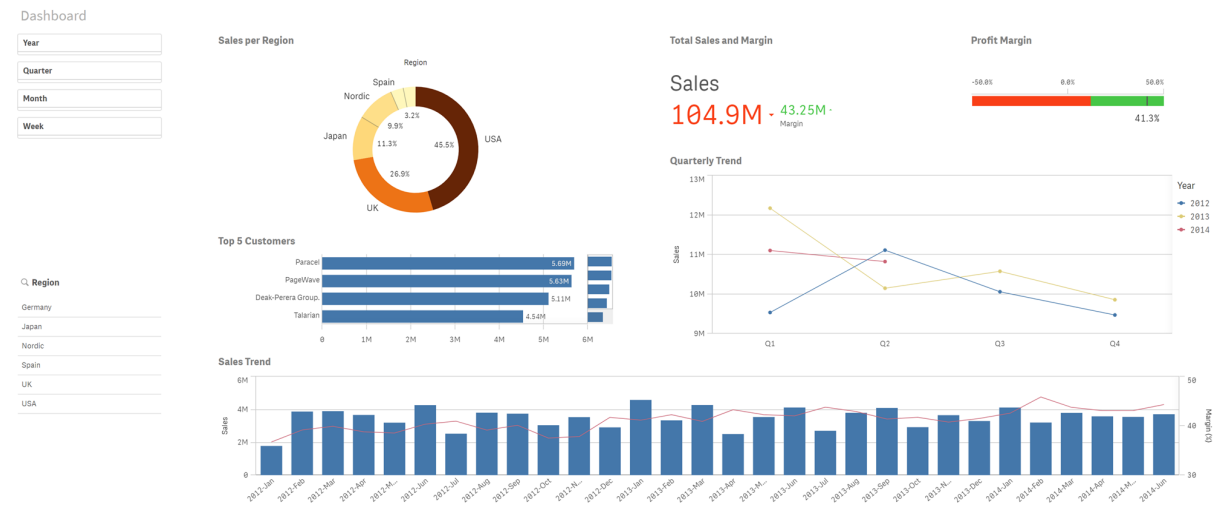 Dashboard
Year
Quarter
Month
Week
Region
Germany
Japan
Nordic
Spain
UK
USA
Sales per Region
Region
Spain
Nordic
Japan
UK
USA
3.2%
9.9%
11.3%
26.9%
45.5%
Total Sales and Margin
Sales
104.9M
43.25M
Margin
Profit Margin
-50.0% 0.0% 50.0%
41.3%
Top 5 Customers
Paracel 5.69M
PageWave 5.63M
Deak-Perera Group. 5.11M
Talarian 4.54M
0 1M 2M 3M 4M 5M 6M
Quarterly Trend
Sales
13M
12M
11M
10M
9M
Q1 Q2 Q3 Q4
Year
2012
2013
2014
Sales Trend
Sales
6M
4M
2M
0
50
40
30
Margin (%)
2012-Jan 2012-Feb 2012-Mar 2012-Apr 2012-M... 2012-Jun 2012-Jul 2012-Aug 2012-Sep 2012-Oct 2012-N... 2012-Dec 2013-Jan 2013-Feb 2013-Mar 2013-Apr 2013-M... 2013-Jun 2013-Jul 2013-Aug 2013-Sep 2013-Oct 2013-N... 2013-Dec 2014-Jan 2014-Feb 2014-Mar 2014-Apr 2014-M... 2014-Jun